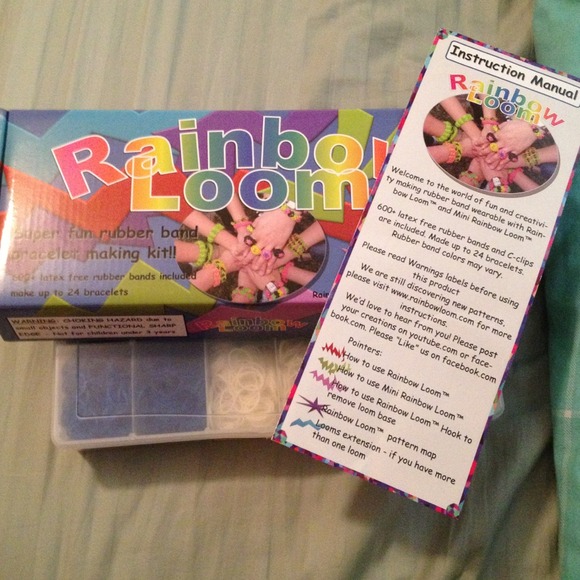 Rainbow
Loom
Super fun rubber band
bracelet making kit!!
600+ latex free rubber bands included
make up to 24 bracelets
WARNING: CHOKING HAZARD due to
small objects and FUNCTIONAL SHARP
EDGE - Not for children under 3 years
Rainbow
Loom
Rai
Instruction Manual
Rainbow
Loom
Welcome to the world of fun and creativi-
ty making rubber band wearable with Rain-
bow Loom™ and Mini Rainbow Loom™
600+ latex free rubber bands and C-clips
are included Made up to 24 bracelets.
Rubber band colors may vary.
Please read Warnings labels before using
this product
We are still discovering new patterns,
please visit www.rainbowloom.com for more
instructions.
We'd love to hear from you! Please post
your creations on youtube.com or face-
book.com. Please "Like" us on facebook.com
Pointers:
How to use Rainbow Loom™
How to use Mini Rainbow Loom™
How to use Rainbow Loom™ Hook to
remove loom base
Rainbow Loom™ pattern map
Looms extension - if you have more
than one loom